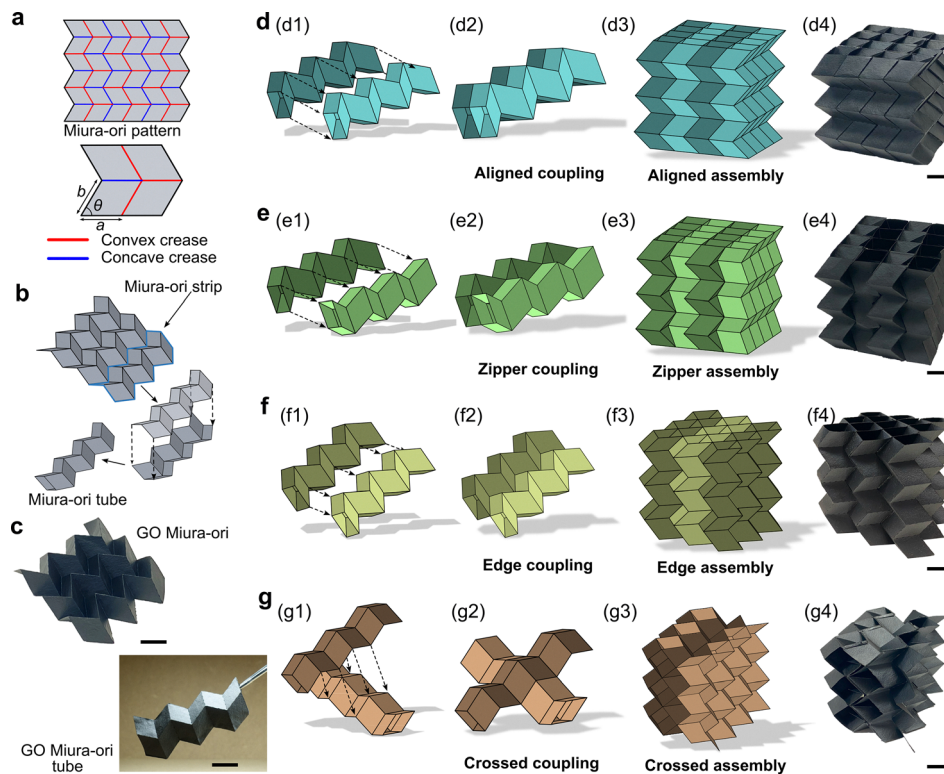 a
Miura-ori pattern
b
θ
a
Convex crease
Concave crease
b
Miura-ori strip
Miura-ori tube
c
GO Miura-ori
GO Miura-ori
tube
d
(d1)
(d2)
(d3)
(d4)
Aligned coupling
Aligned assembly
e
(e1)
(e2)
(e3)
(e4)
Zipper coupling
Zipper assembly
f
(f1)
(f2)
(f3)
(f4)
Edge coupling
Edge assembly
g
(g1)
(g2)
(g3)
(g4)
Crossed coupling
Crossed assembly